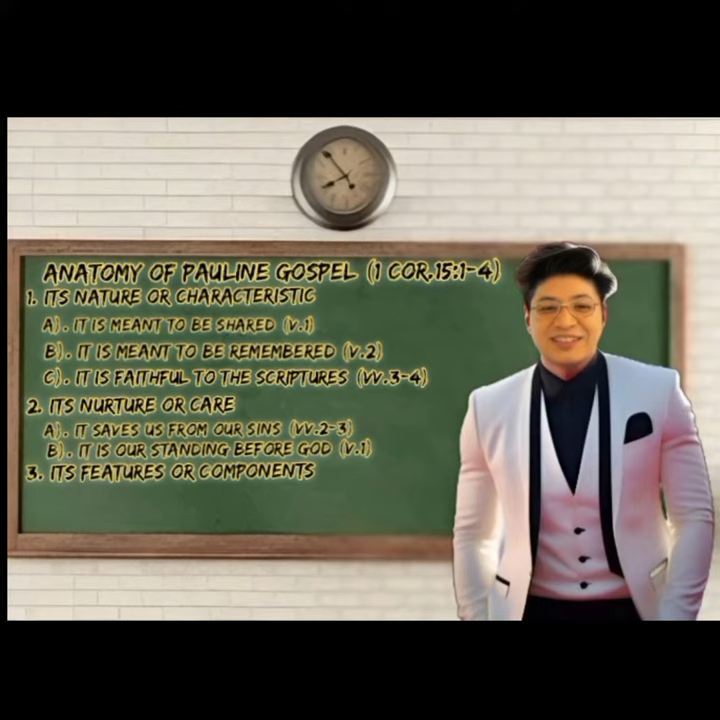 ANATOMY OF PAULINE GOSPEL (1 COR.15:1-4)
1. ITS NATURE OR CHARACTERISTIC
A). IT IS MEANT TO BE SHARED (V.1)
B). IT IS MEANT TO BE REMEMBERED (V.2)
C). IT IS FAITHFUL TO THE SCRIPTURES (VV.3-4)
2. ITS NURTURE OR CARE
A). IT SAVES US FROM OUR SINS (VV.2-3)
B). IT IS OUR STANDING BEFORE GOD (V.1)
3. ITS FEATURES OR COMPONENTS